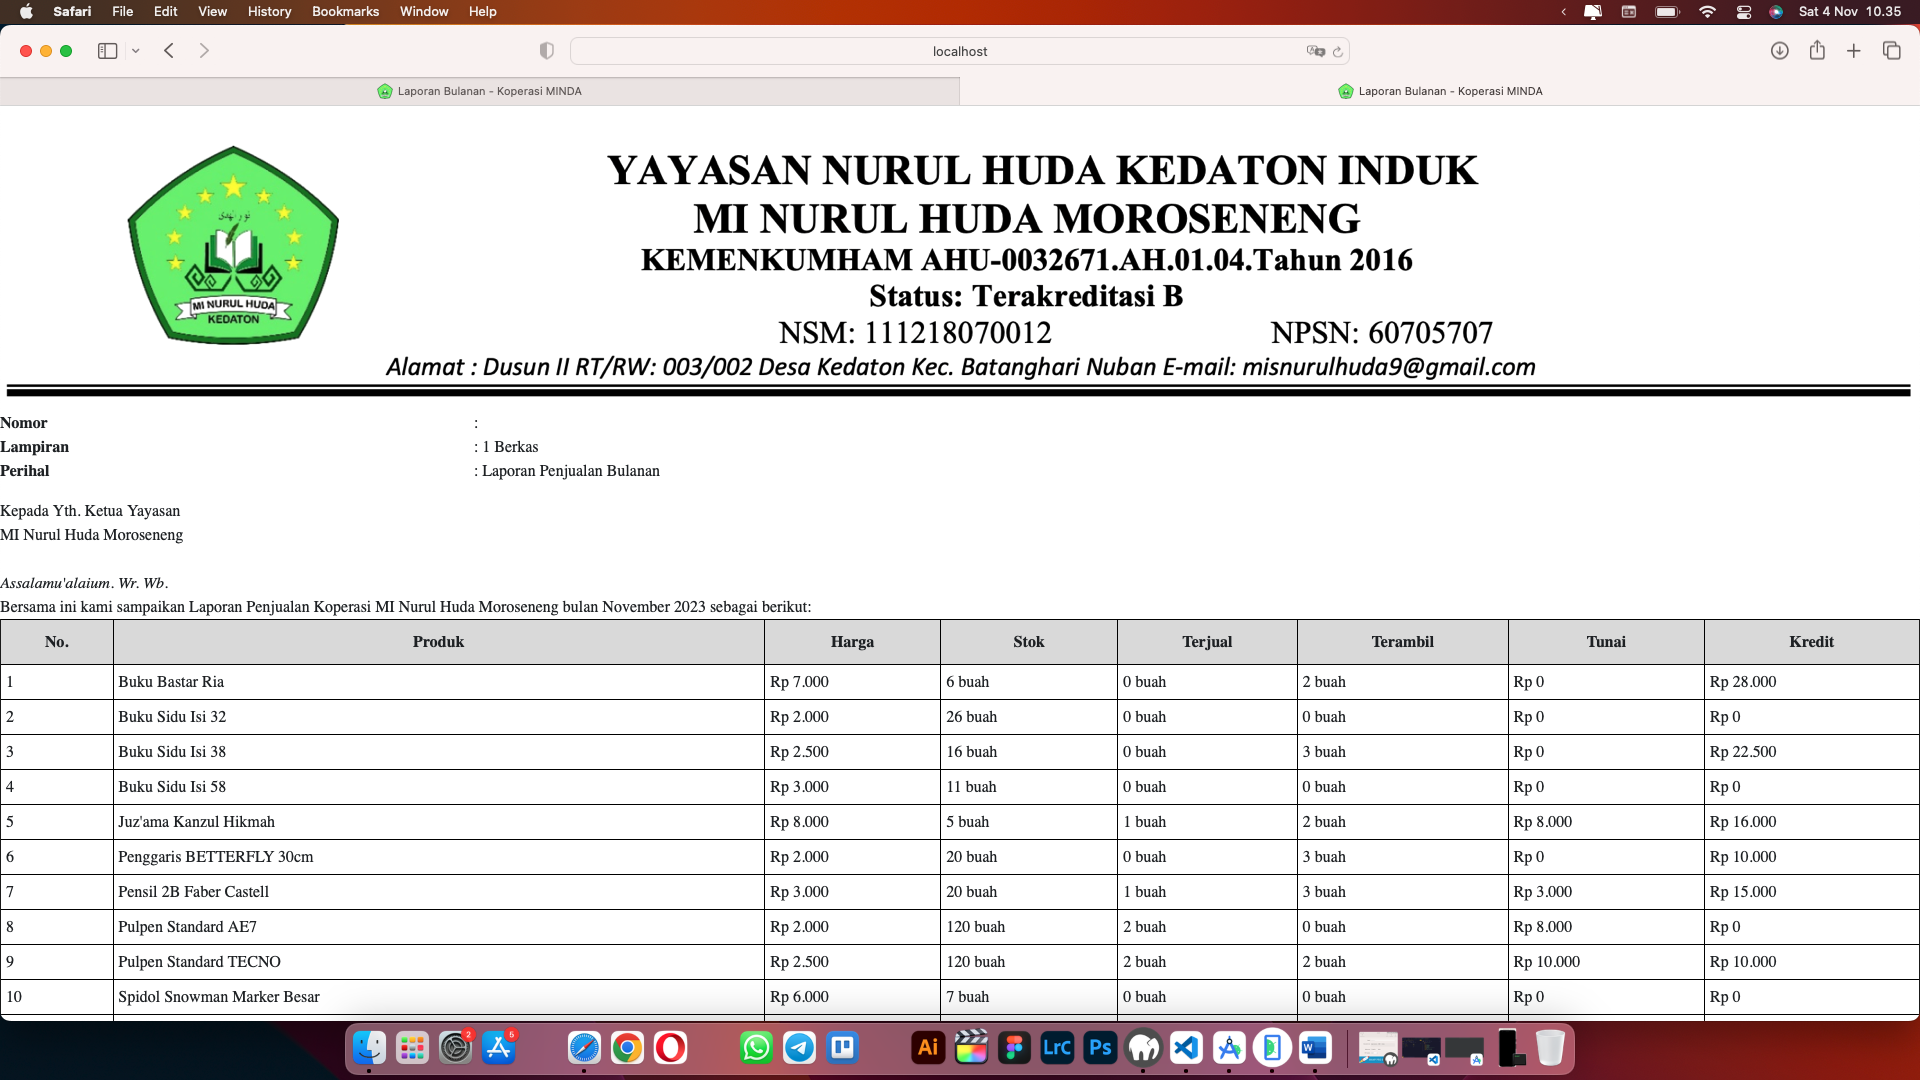 Safari File Edit View History Bookmarks Window Help Sat 4 Nov 10.35
localhost
Laporan Bulanan - Koperasi MINDA Laporan Bulanan - Koperasi MINDA
YAYASAN NURUL HUDA KEDATON INDUK
MI NURUL HUDA MOROSENENG
KEMENKUMHAM AHU-0032671.AH.01.04.Tahun 2016
Status: Terakreditasi B
NSM: 111218070012 NPSN: 60705707
Alamat : Dusun II RT/RW: 003/002 Desa Kedaton Kec. Batanghari Nuban E-mail: misnurulhuda9@gmail.com
MI NURUL HUDA
KEDATON
Nomor :
Lampiran : 1 Berkas
Perihal : Laporan Penjualan Bulanan
Kepada Yth. Ketua Yayasan
MI Nurul Huda Moroseneng
Assalamu'alaium. Wr. Wb.
Bersama ini kami sampaikan Laporan Penjualan Koperasi MI Nurul Huda Moroseneng bulan November 2023 sebagai berikut:
No. Produk Harga Stok Terjual Terambil Tunai Kredit
1 Buku Bastar Ria Rp 7.000 6 buah 0 buah 2 buah Rp 0 Rp 28.000
2 Buku Sidu Isi 32 Rp 2.000 26 buah 0 buah 0 buah Rp 0 Rp 0
3 Buku Sidu Isi 38 Rp 2.500 16 buah 0 buah 3 buah Rp 0 Rp 22.500
4 Buku Sidu Isi 58 Rp 3.000 11 buah 0 buah 0 buah Rp 0 Rp 0
5 Juz'ama Kanzul Hikmah Rp 8.000 5 buah 1 buah 2 buah Rp 8.000 Rp 16.000
6 Penggaris BETTERFLY 30cm Rp 2.000 20 buah 0 buah 3 buah Rp 0 Rp 10.000
7 Pensil 2B Faber Castell Rp 3.000 20 buah 1 buah 3 buah Rp 3.000 Rp 15.000
8 Pulpen Standard AE7 Rp 2.000 120 buah 2 buah 0 buah Rp 8.000 Rp 0
9 Pulpen Standard TECNO Rp 2.500 120 buah 2 buah 2 buah Rp 10.000 Rp 10.000
10 Spidol Snowman Marker Besar Rp 6.000 7 buah 0 buah 0 buah Rp 0 Rp 0
2 5 Ai LrC Ps W